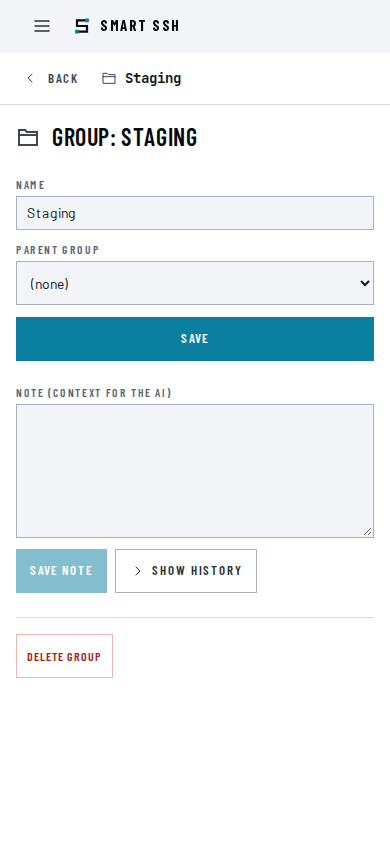 SMART SSH
BACK Staging
GROUP: STAGING
NAME
Staging
PARENT GROUP
(none)
SAVE
NOTE (CONTEXT FOR THE AI)
SAVE NOTE SHOW HISTORY
DELETE GROUP